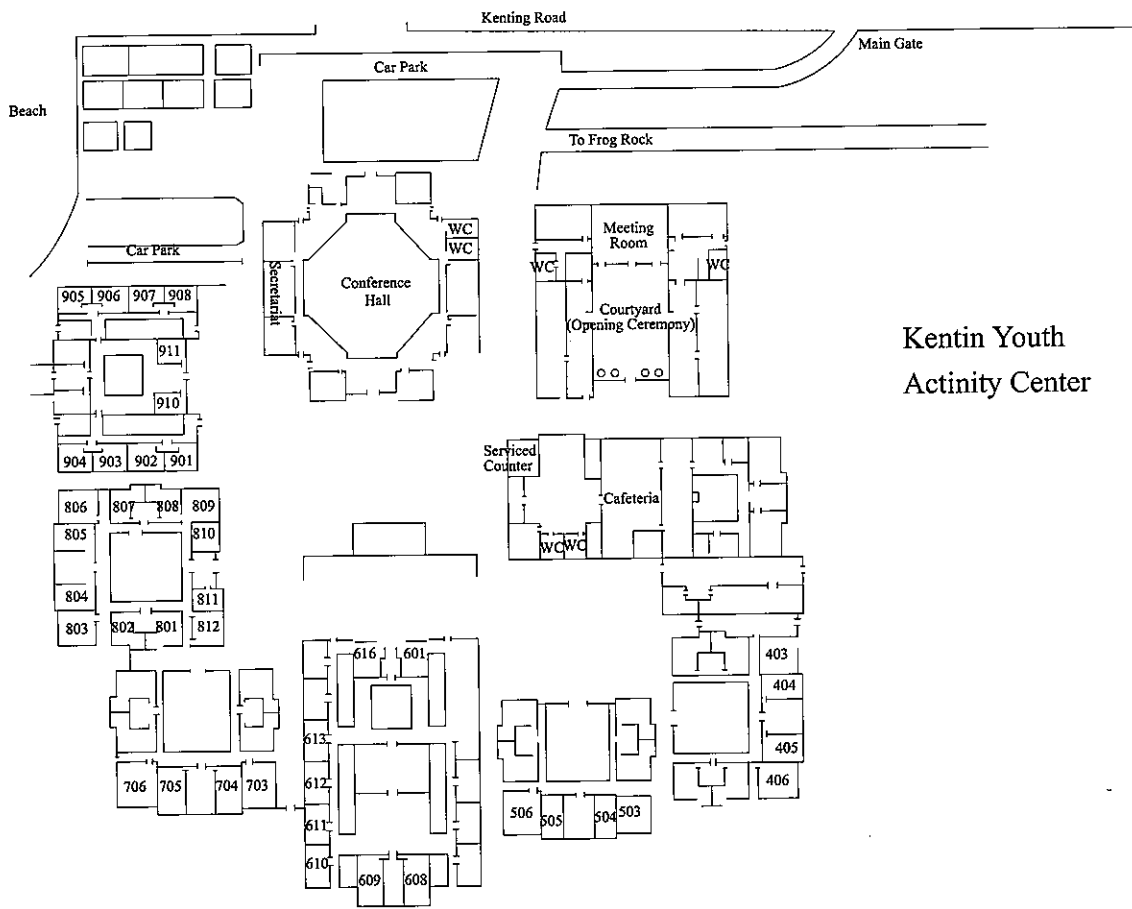 Kenting Road
Main Gate
Car Park
Beach
To Frog Rock
WC
WC
Meeting
Room
WC
WC
Car Park
Secretariat
Conference
Hall
Courtyard
(Opening Ceremony)
905 906 907 908
911
910
904 903 902 901
Kentin Youth
Actinity Center
Serviced
Counter
Cafeteria
WC WC
806 807 808 809
805 810
804 811
803 802 801 812
616 601
613
612
611
610
609 608
706 705 704 703
506 505 504 503
403
404
405
406